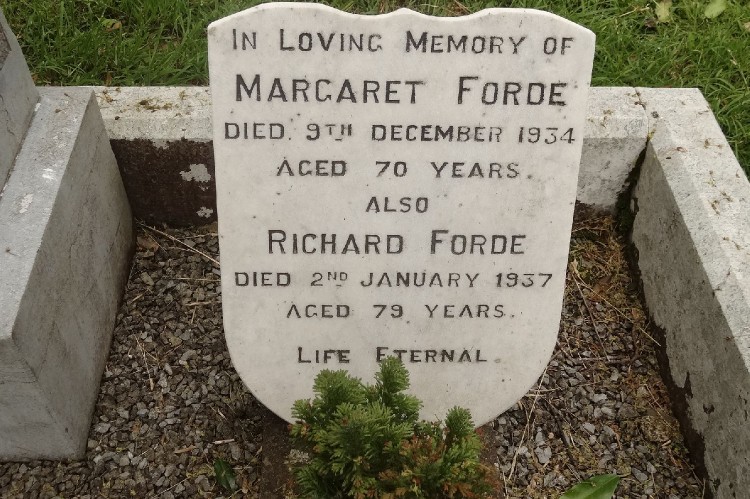 In Loving Memory of
Margaret Forde
died 9th December 1934
aged 70 years
also
Richard Forde
died 2nd January 1937
aged 79 years.
Life Eternal